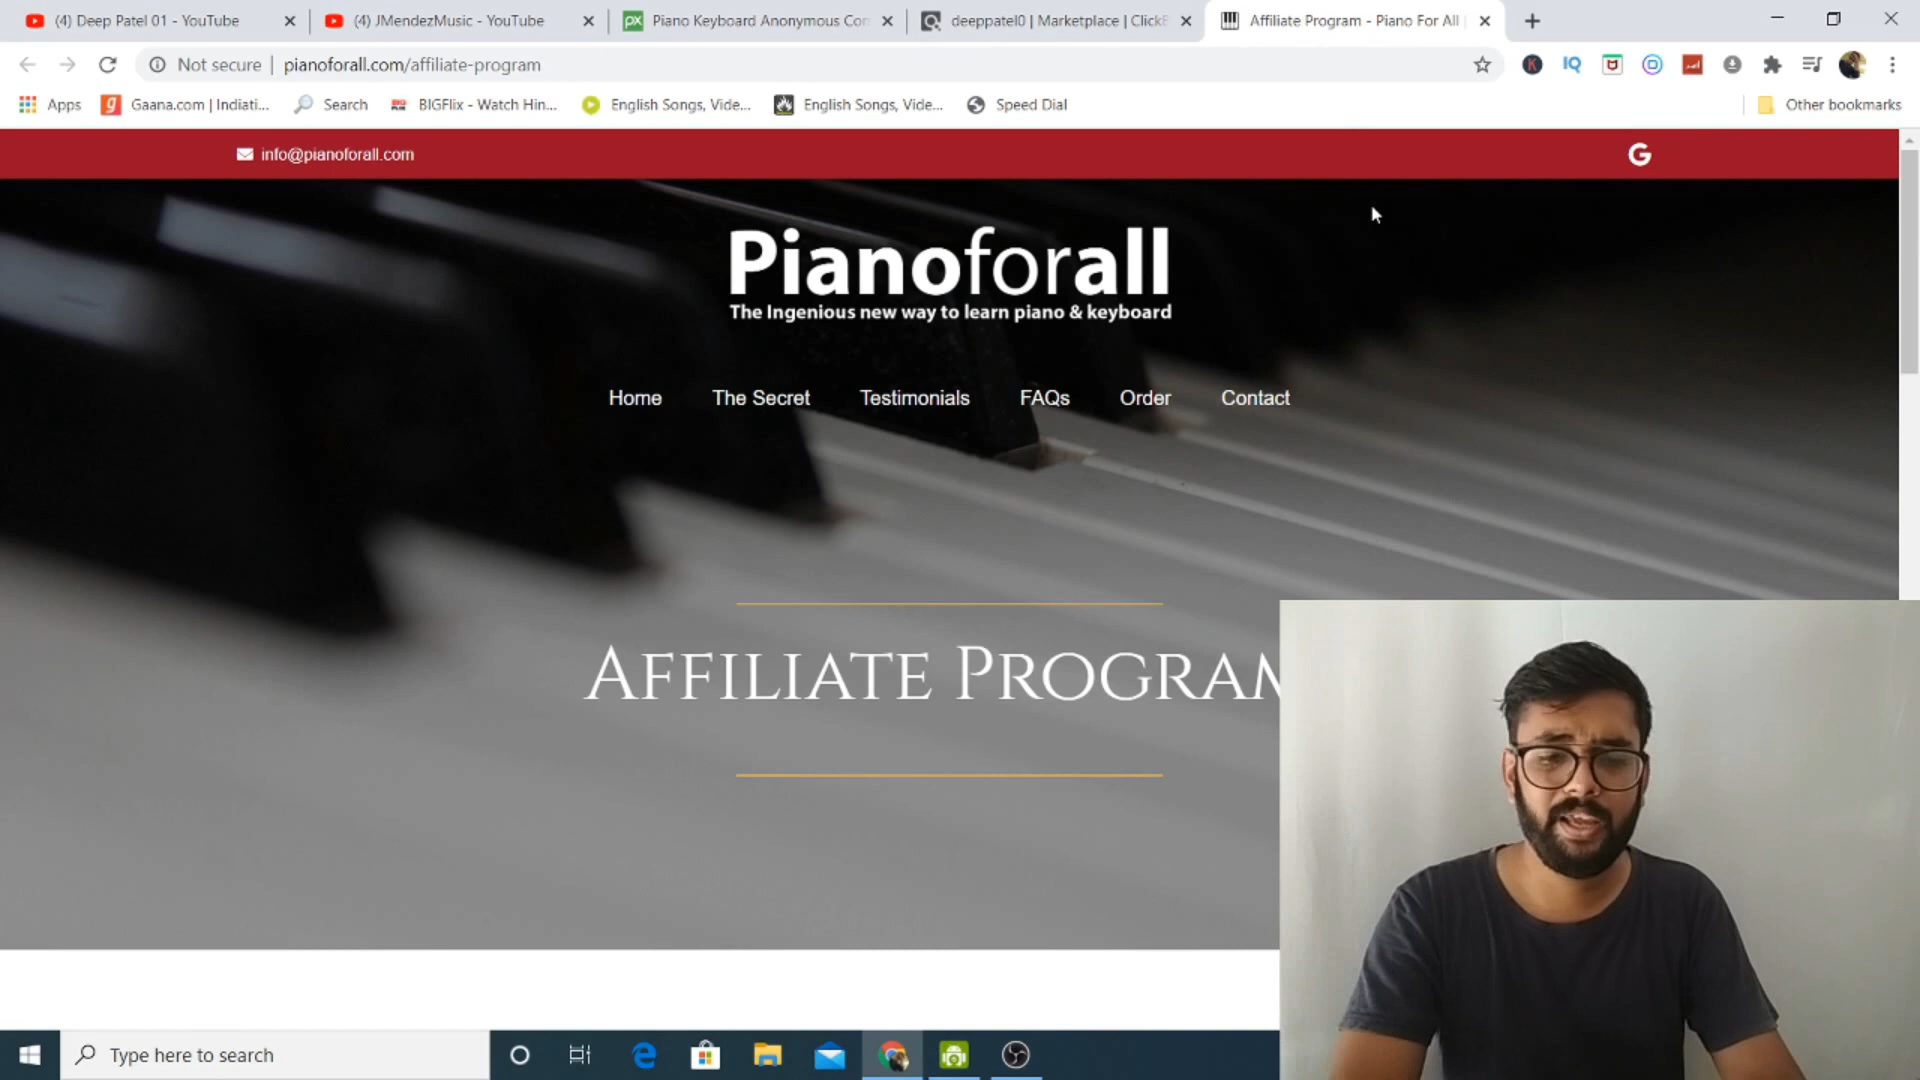 (4) Deep Patel 01 - YouTube
(4) JMendezMusic - YouTube
Piano Keyboard Anonymous Con
deeppatel0 | Marketplace | Click
Affiliate Program - Piano For All |
Not secure | pianoforall.com/affiliate-program
Apps
Gaana.com | Indiati...
Search
BIGFlix - Watch Hin...
English Songs, Vide...
English Songs, Vide...
Speed Dial
Other bookmarks
info@pianoforall.com
Pianoforall
The Ingenious new way to learn piano & keyboard
Home
The Secret
Testimonials
FAQs
Order
Contact
AFFILIATE PROGRAM
Type here to search